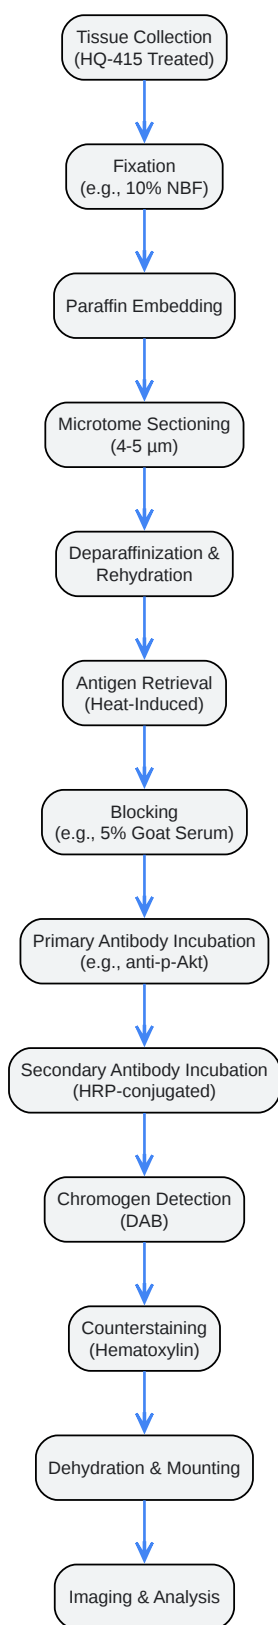 Tissue Collection
(HQ-415 Treated)
Fixation
(e.g., 10% NBF)
Paraffin Embedding
Microtome Sectioning
(4-5 µm)
Deparaffinization &
Rehydration
Antigen Retrieval
(Heat-Induced)
Blocking
(e.g., 5% Goat Serum)
Primary Antibody Incubation
(e.g., anti-p-Akt)
Secondary Antibody Incubation
(HRP-conjugated)
Chromogen Detection
(DAB)
Counterstaining
(Hematoxylin)
Dehydration & Mounting
Imaging & Analysis